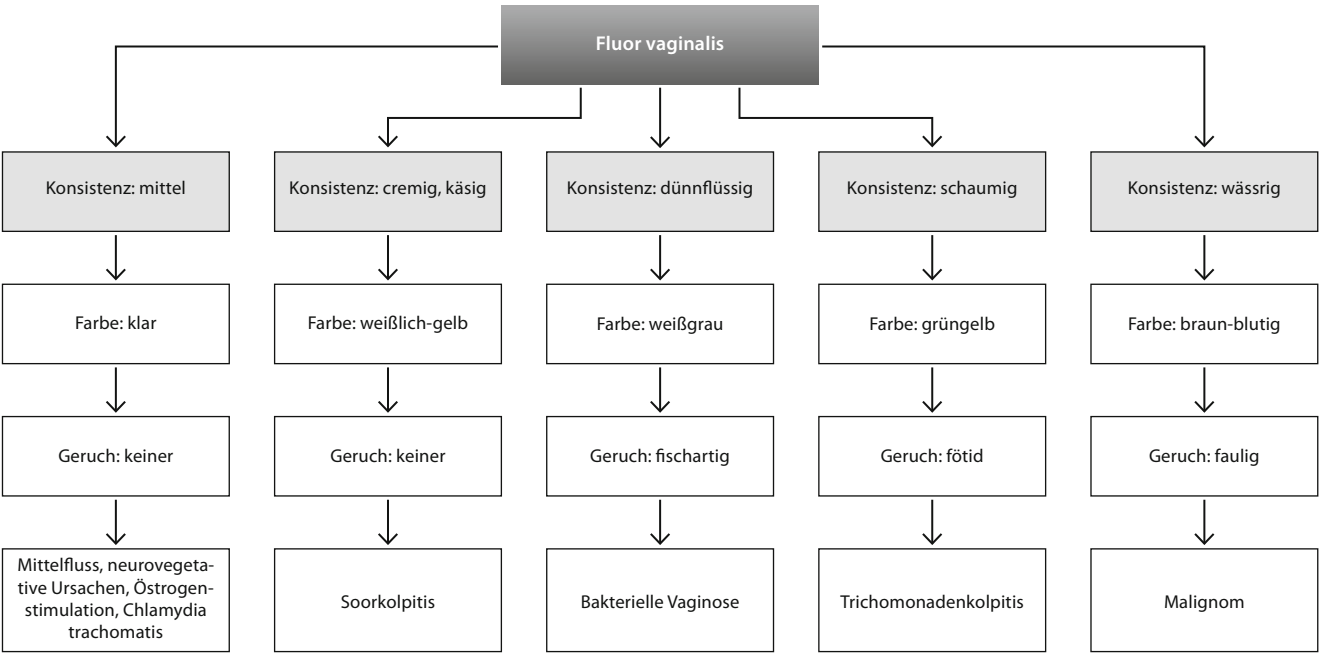 Fluor vaginalis
Konsistenz: mittel
Konsistenz: cremig, käsig
Konsistenz: dünnflüssig
Konsistenz: schaumig
Konsistenz: wässrig
Farbe: klar
Farbe: weißlich-gelb
Farbe: weißgrau
Farbe: grüngelb
Farbe: braun-blutig
Geruch: keiner
Geruch: keiner
Geruch: fischartig
Geruch: fötid
Geruch: faulig
Mittelfluss, neurovegeta-
tive Ursachen, Östrogen-
stimulation, Chlamydia
trachomatis
Soorkolpitis
Bakterielle Vaginose
Trichomonadenkolpitis
Malignom